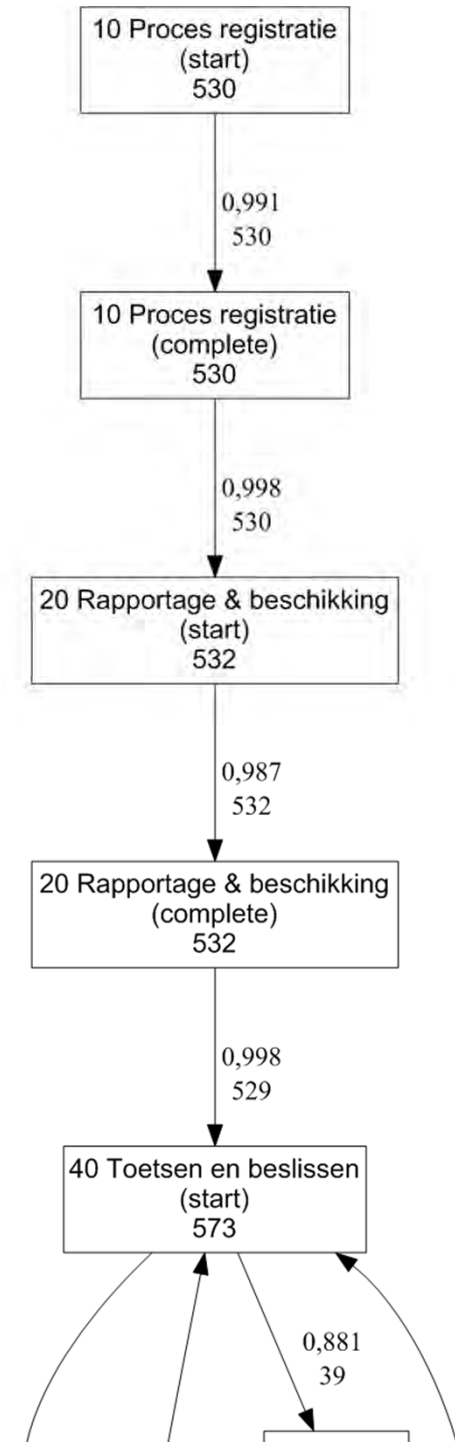 10 Proces registratie
(start)
530
0,991
530
10 Proces registratie
(complete)
530
0,998
530
20 Rapportage & beschikking
(start)
532
0,987
532
20 Rapportage & beschikking
(complete)
532
0,998
529
40 Toetsen en beslissen
(start)
573
0,881
39